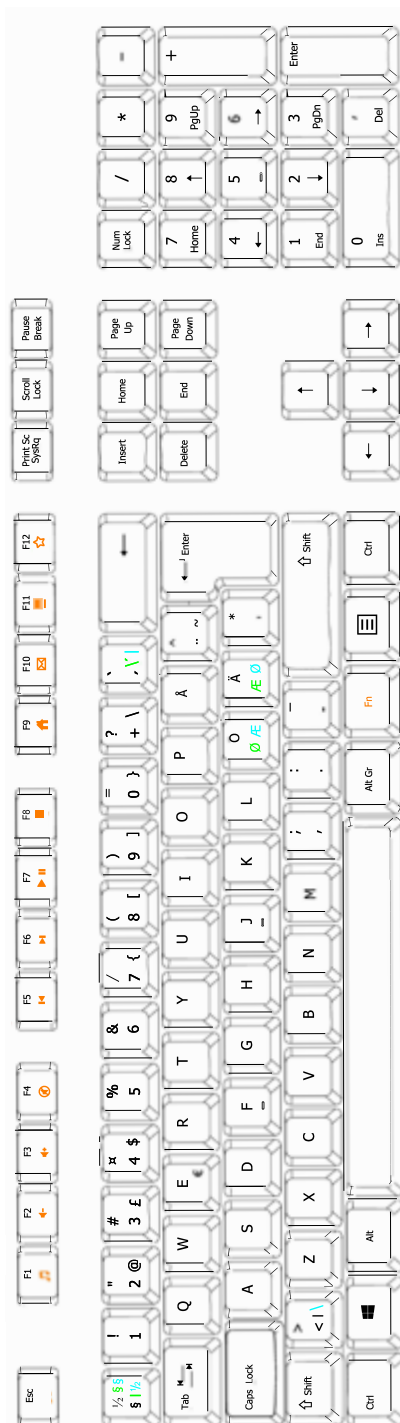 Esc F1 F2 F3 F4 F5 F6 F7 F8 F9 F10 F11 F12
Print Sc Scroll Pause
SysRq Lock Break
½ § § ! " # ¤ % & / ( ) = ? `
§ | ½ 1 2 @ 3 £ 4 $ 5 6 7 { 8 [ 9 ] 0 } + \ ´ \ | ←
Insert Home Page Up
Num Lock / * -
Tab Q W E € R T Y U I O P Å ^ ¨ ~ Enter
Delete End Page Down
7 Home 8 ↑ 9 PgUp +
Caps Lock A S D F G H J K L Ö Ø Æ Ä Æ Ø * '
4 ← 5 6 →
⇧ Shift > < | \ Z X C V B N M ; , : . _ - ⇧ Shift
↑
1 End 2 ↓ 3 PgDn Enter
Ctrl Alt Alt Gr Fn Ctrl
← ↓ →
0 Ins , Del